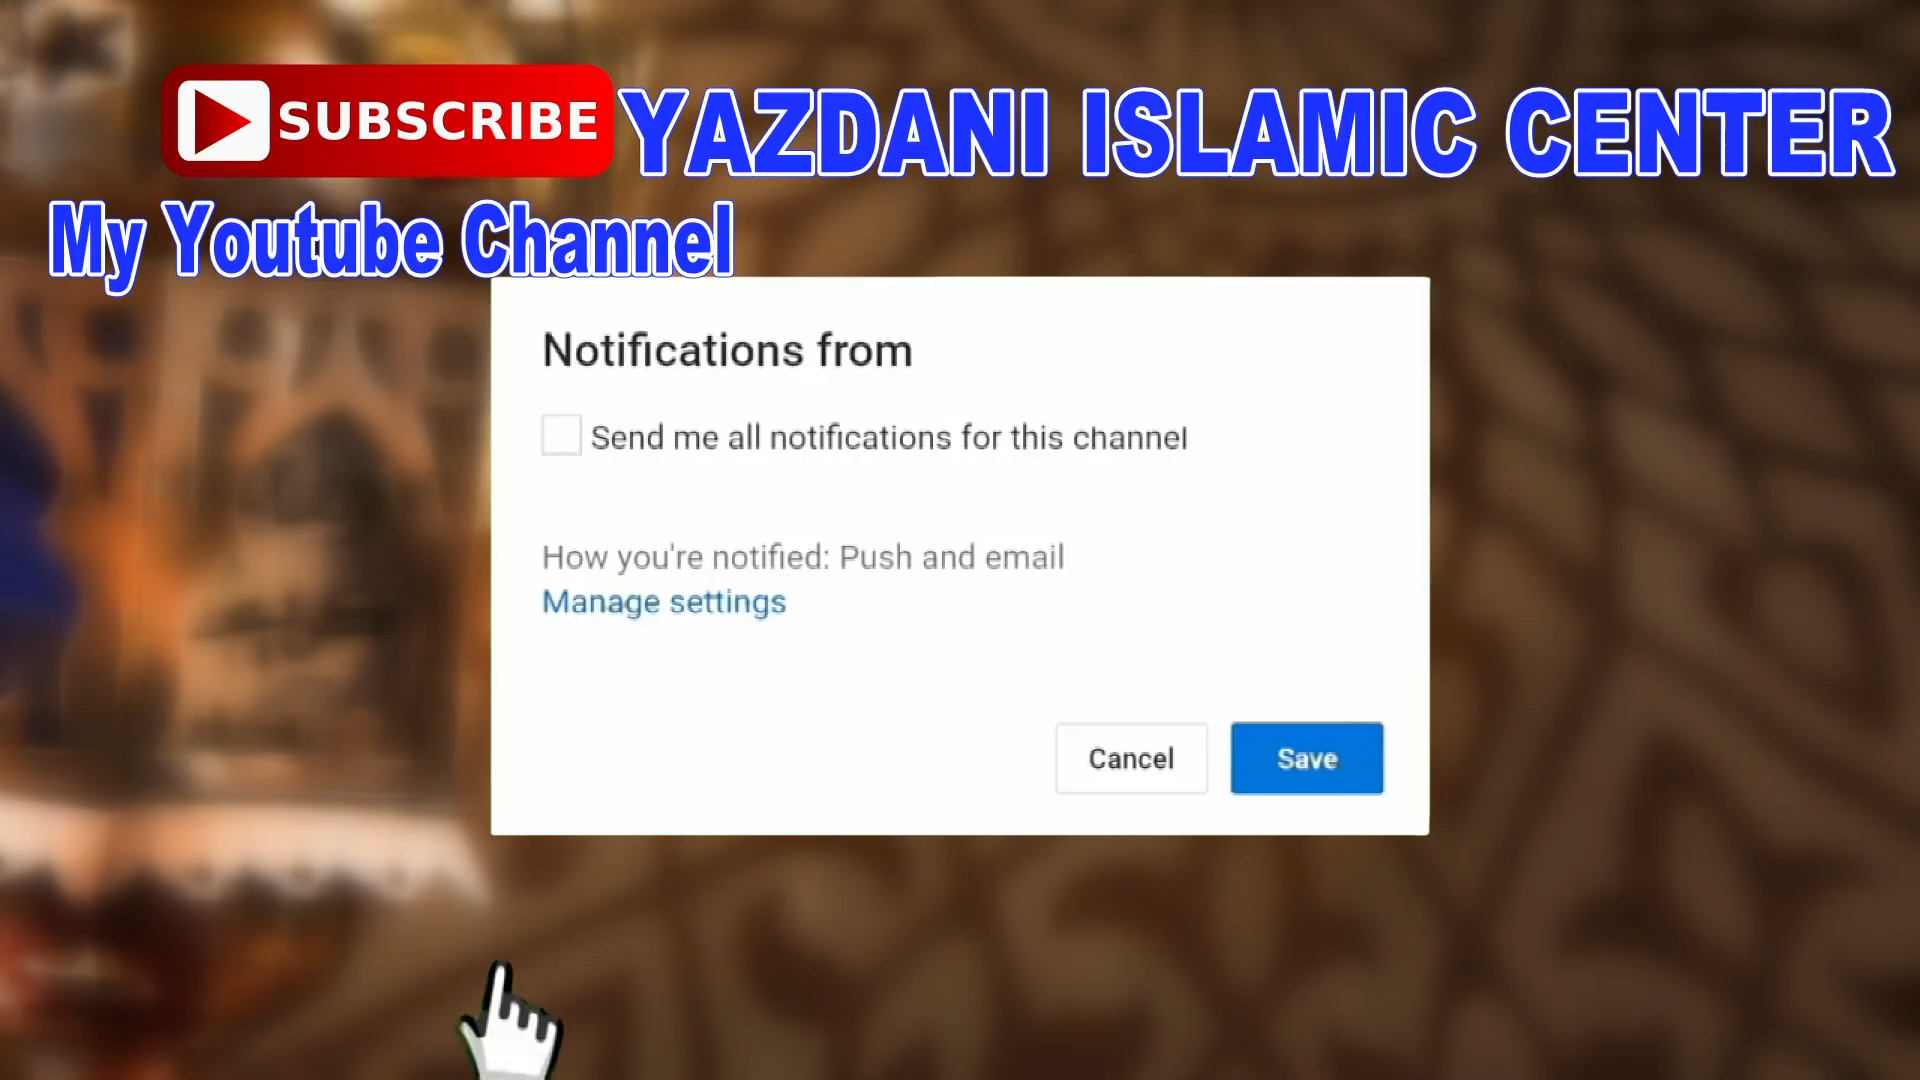 SUBSCRIBE YAZDANI ISLAMIC CENTER
My Youtube Channel
Notifications from
Send me all notifications for this channel
How you're notified: Push and email
Manage settings
Cancel Save